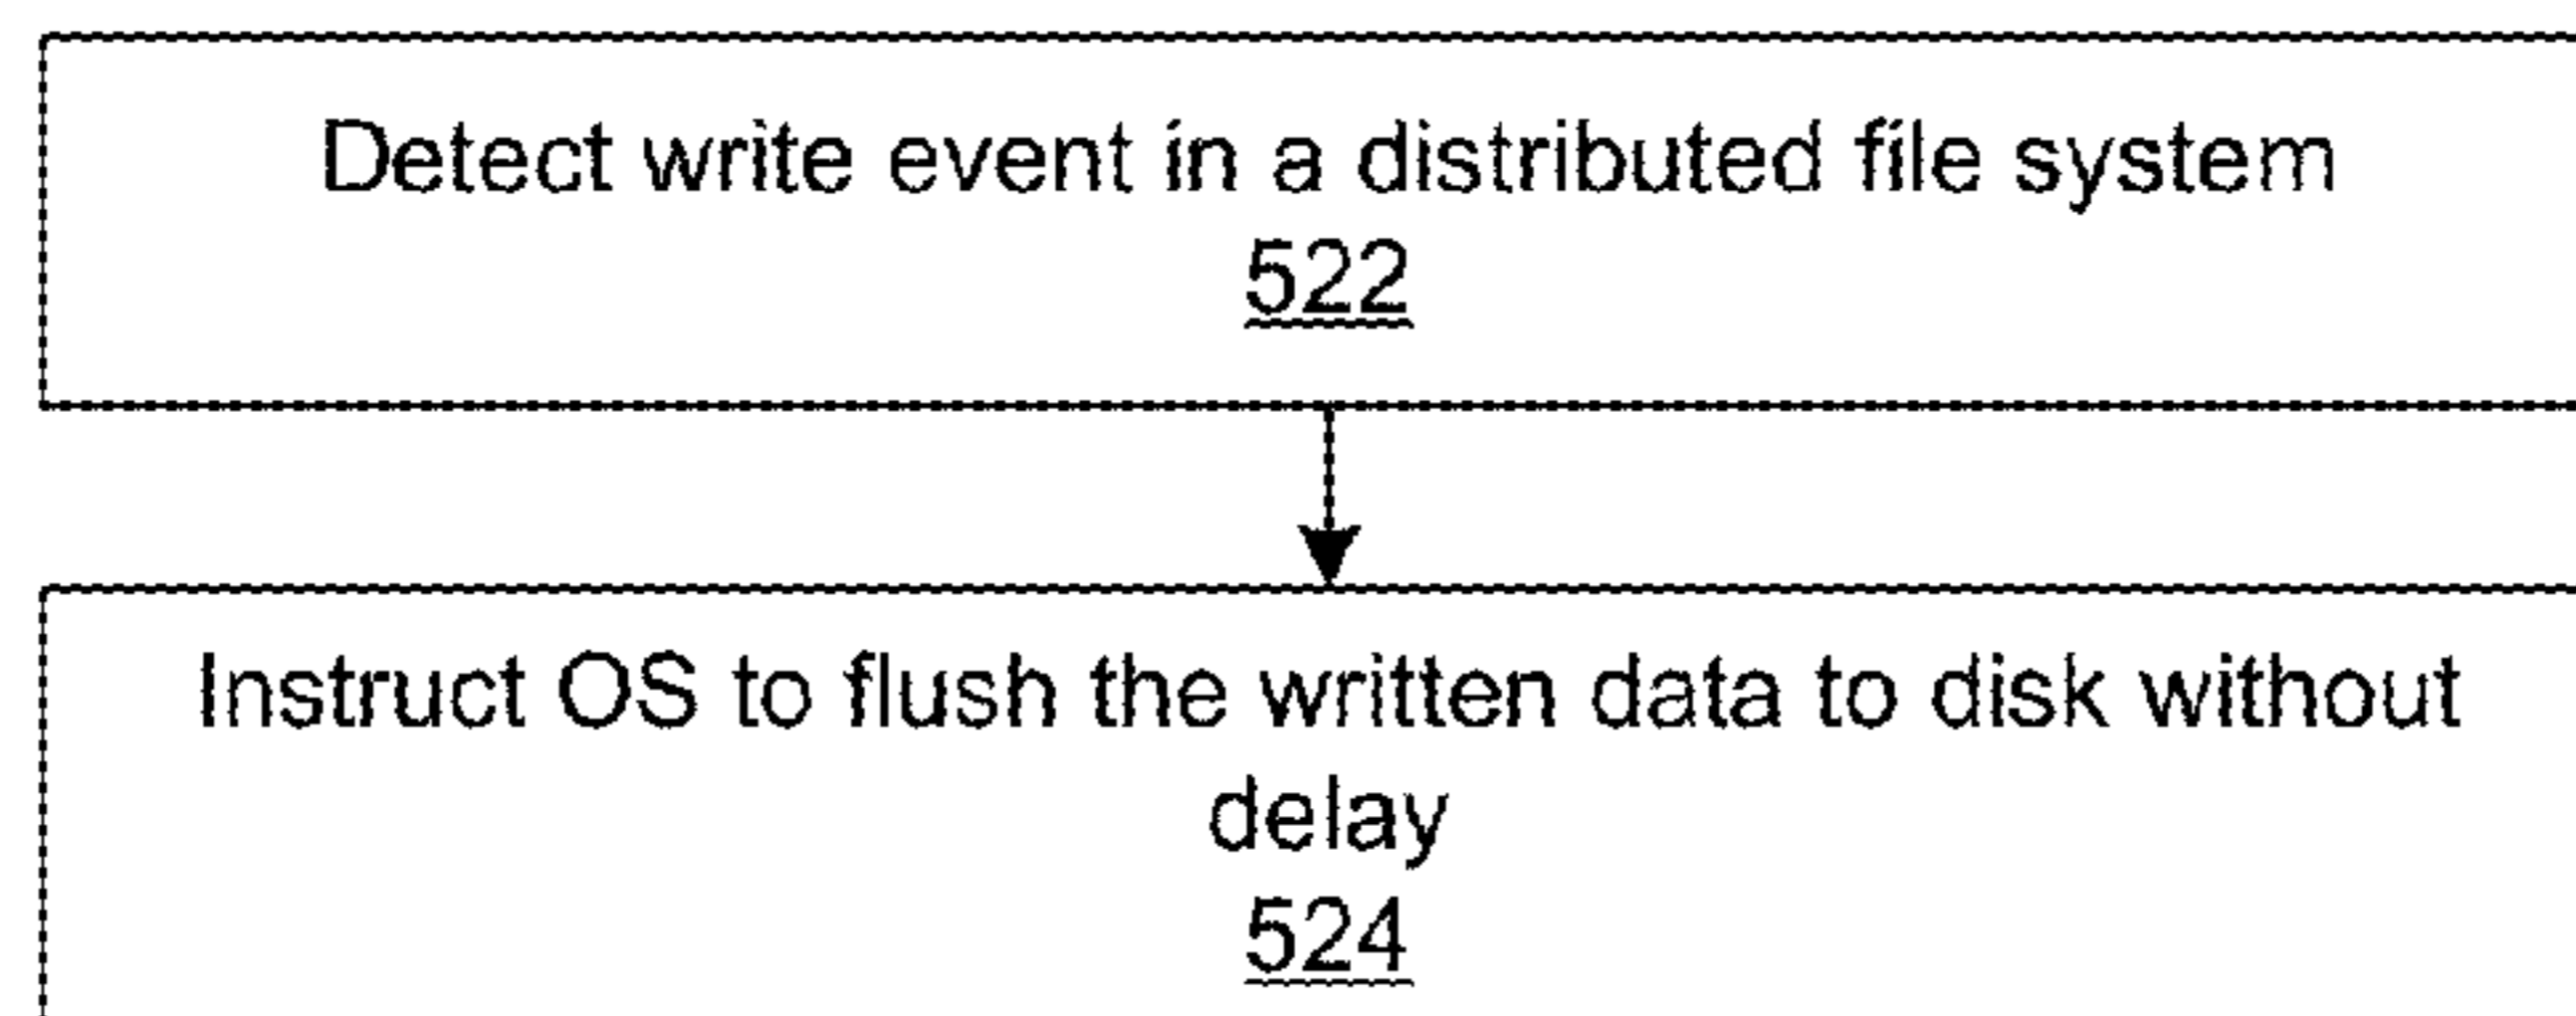 Detect write event in a distributed file system
522
Instruct OS to flush the written data to disk without
delay
524